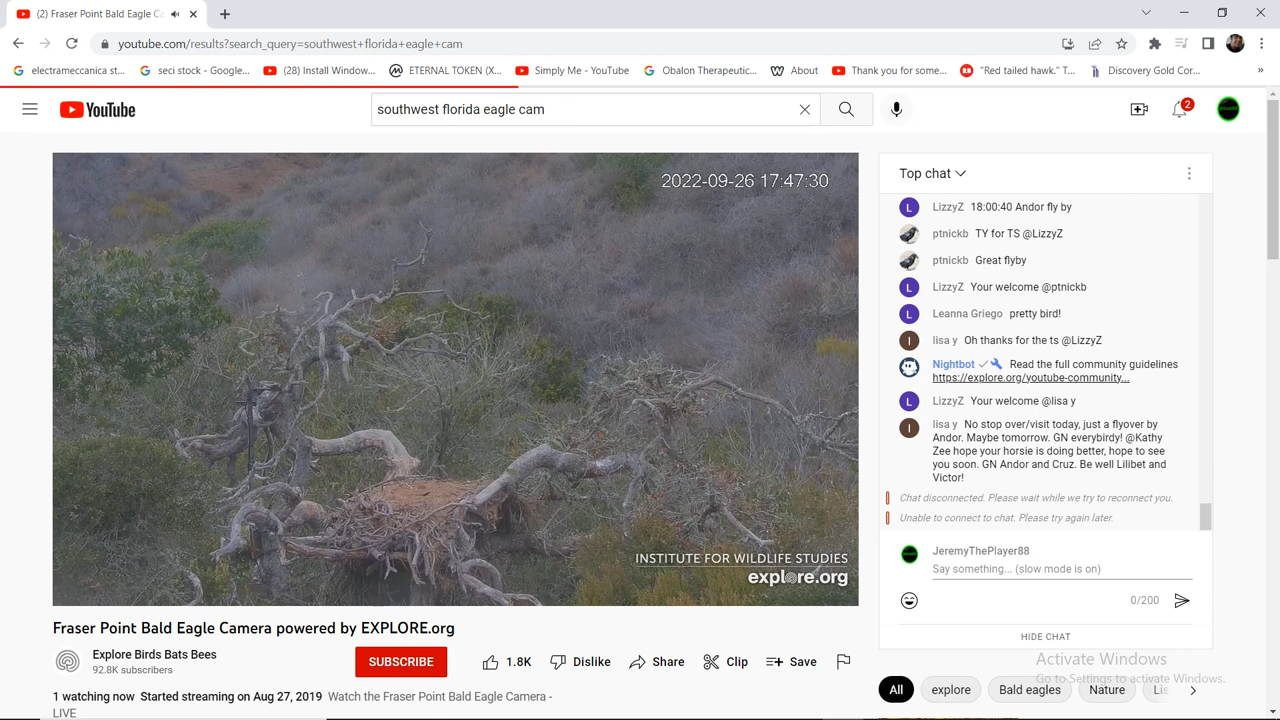 (2) Fraser Point Bald Eagle Ca
youtube.com/results?search_query=southwest+florida+eagle+cam
electrameccanica st...
seci stock - Google...
(28) Install Window...
ETERNAL TOKEN (X...
Simply Me - YouTube
Obalon Therapeutic...
About
Thank you for some...
"Red tailed hawk." T...
Discovery Gold Cor...
»
YouTube
southwest florida eagle cam
2
2022-09-26 17:47:30
INSTITUTE FOR WILDLIFE STUDIES
explore.org
Top chat
LizzyZ 18:00:40 Andor fly by
ptnickb TY for TS @LizzyZ
ptnickb Great flyby
LizzyZ Your welcome @ptnickb
Leanna Griego pretty bird!
lisa y Oh thanks for the ts @LizzyZ
Nightbot Read the full community guidelines
https://explore.org/youtube-community...
LizzyZ Your welcome @lisa y
lisa y No stop over/visit today, just a flyover by
Andor. Maybe tomorrow. GN everybirdy! @Kathy
Zee hope your horsie is doing better, hope to see
you soon. GN Andor and Cruz. Be well Lilibet and
Victor!
Chat disconnected. Please wait while we try to reconnect you.
Unable to connect to chat. Please try again later.
JeremyThePlayer88
Say something... (slow mode is on)
0/200
HIDE CHAT
Fraser Point Bald Eagle Camera powered by EXPLORE.org
Explore Birds Bats Bees
92.8K subscribers
SUBSCRIBE
1.8K
Dislike
Share
Clip
Save
1 watching now Started streaming on Aug 27, 2019 Watch the Fraser Point Bald Eagle Camera -
LIVE
Activate Windows
Go to Settings to activate Windows.
All
explore
Bald eagles
Nature
Lis